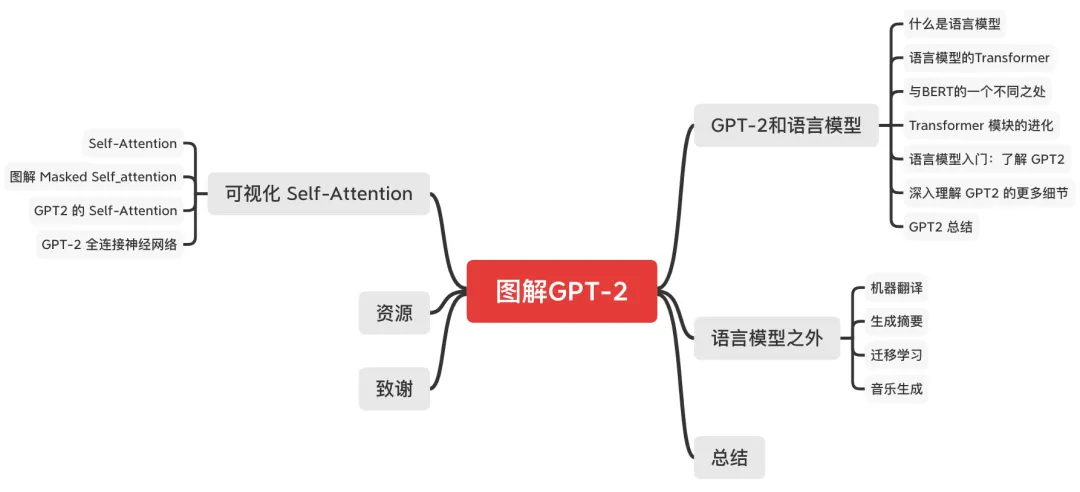 图解GPT-2
GPT-2和语言模型
什么是语言模型
语言模型的Transformer
与BERT的一个不同之处
Transformer 模块的进化
语言模型入门：了解 GPT2
深入理解 GPT2 的更多细节
GPT2 总结
可视化 Self-Attention
Self-Attention
图解 Masked Self_attention
GPT2 的 Self-Attention
GPT-2 全连接神经网络
语言模型之外
机器翻译
生成摘要
迁移学习
音乐生成
资源
致谢
总结